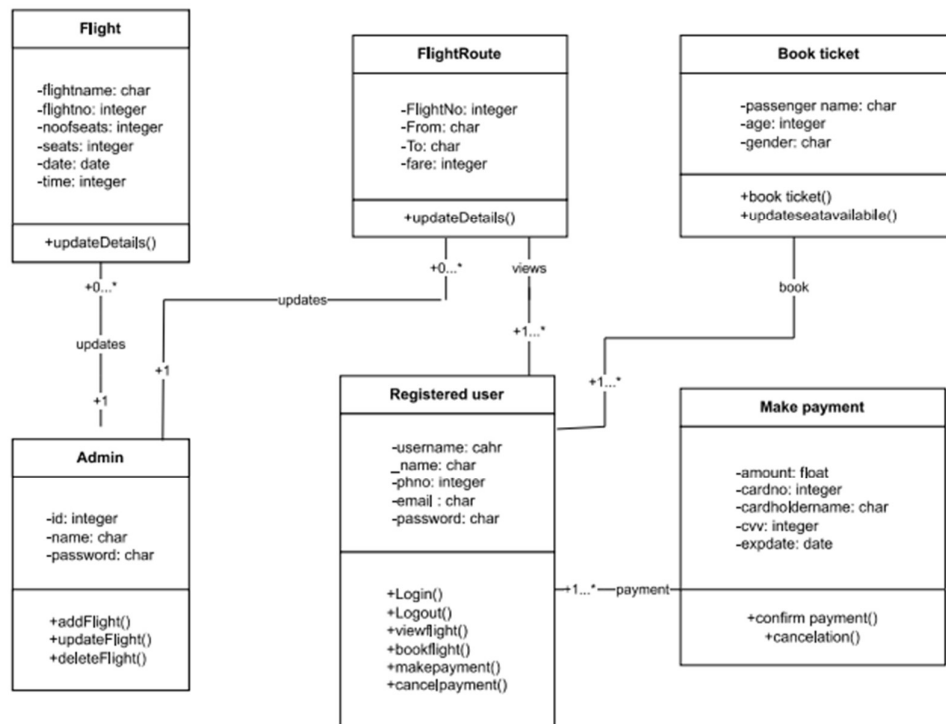 Flight
-flightname: char
-flightno: integer
-noofseats: integer
-seats: integer
-date: date
-time: integer
+updateDetails()
FlightRoute
-FlightNo: integer
-From: char
-To: char
-fare: integer
+updateDetails()
Book ticket
-passenger name: char
-age: integer
-gender: char
+book ticket()
+updateseatavailabile()
+0...*
updates
+1
+0...*
updates
+1
views
+1...*
book
+1...*
Admin
-id: integer
-name: char
-password: char
+addFlight()
+updateFlight()
+deleteFlight()
Registered user
-username: cahr
_name: char
-phno: integer
-email : char
-password: char
+Login()
+Logout()
+viewflight()
+bookflight()
+makepayment()
+cancelpayment()
+1...*
payment
Make payment
-amount: float
-cardno: integer
-cardholdername: char
-cvv: integer
-expdate: date
+confirm payment()
+cancelation()